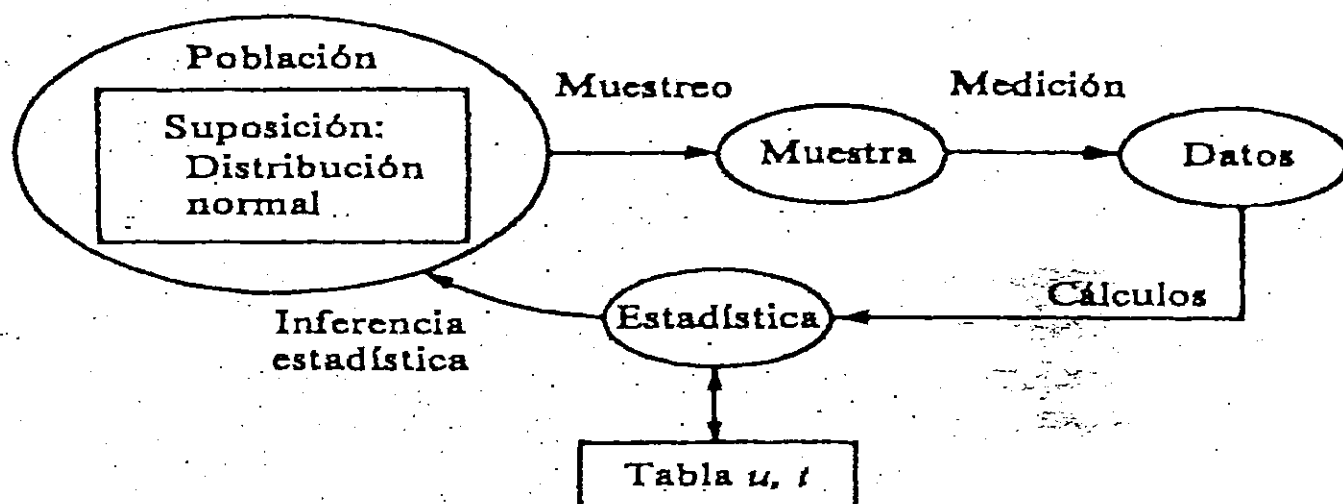 Población
Suposición:
Distribución
normal
Muestreo
Muestra
Medición
Datos
Cálculos
Estadística
Inferencia
estadística
Tabla u, t